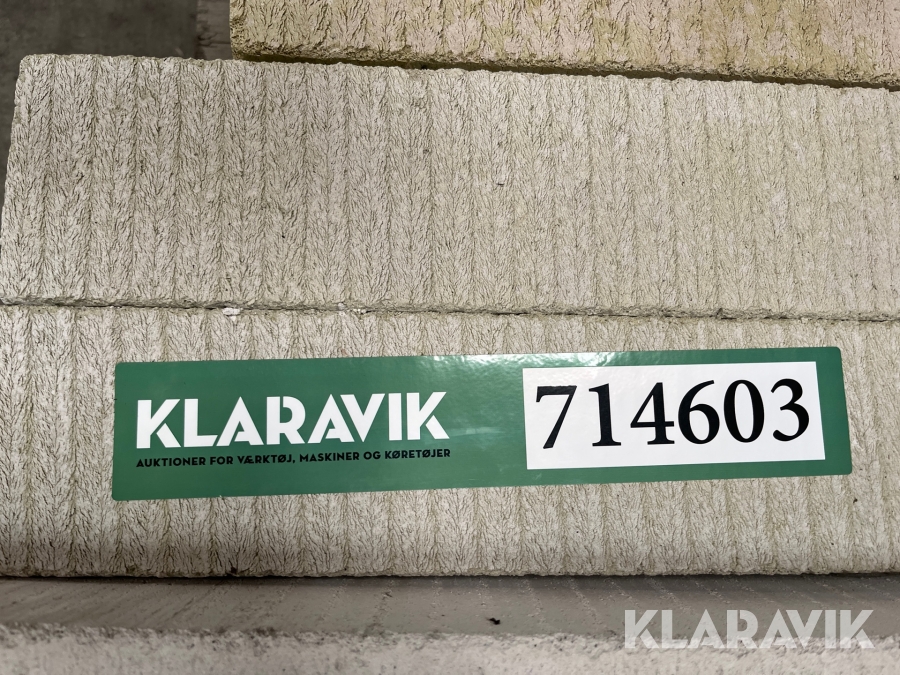 KLARAVIK
AUKTIONER FOR VÆRKTØJ, MASKINER OG KØRETØJER
714603
KLARAVIK